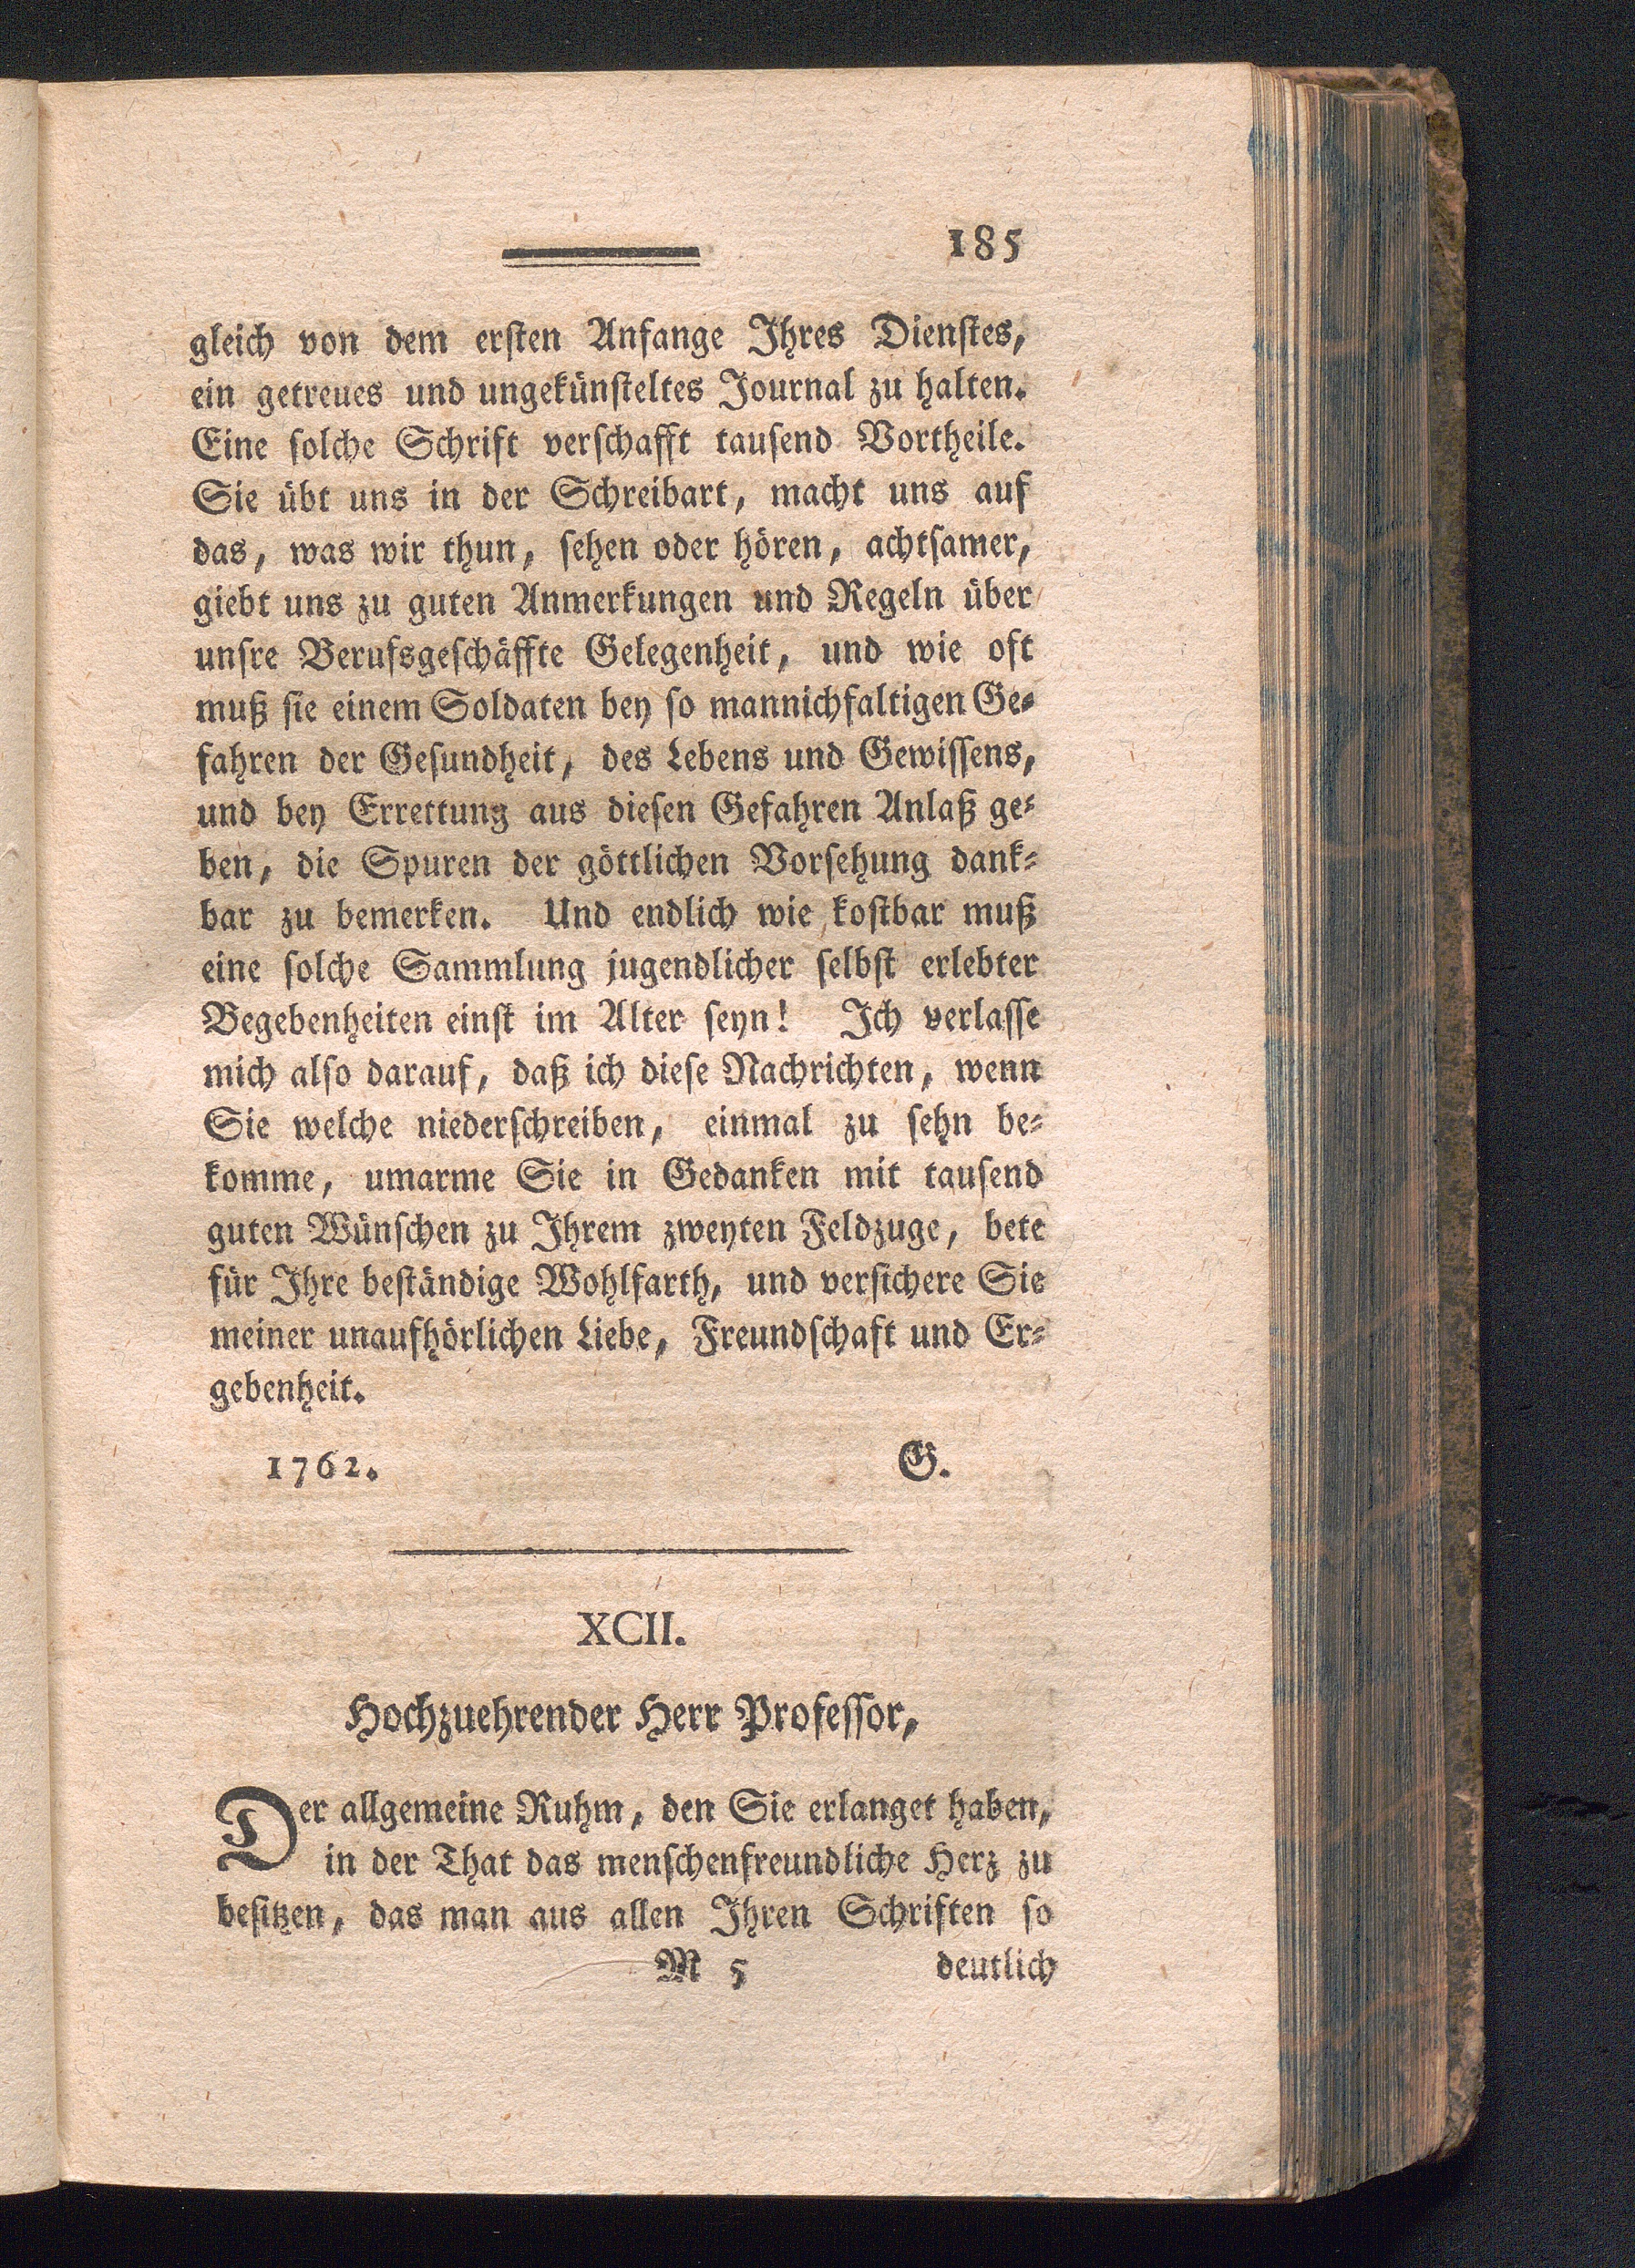 185
gleich von dem erſten Anfange Ihres Dienſtes,
ein getreues und ungekünſteltes Journal zu halten.
Eine ſolche Schrift verſchafft tauſend Vortheile.
Sie übt uns in der Schreibart, macht uns auf
das, was wir thun, ſehen oder hören, achtſamer,
giebt uns zu guten Anmerkungen und Regeln über
unſre Berufsgeſchäffte Gelegenheit, und wie oft
muß ſie einem Soldaten bey ſo mannichfaltigen Ge⸗
fahren der Geſundheit, des Lebens und Gewiſſens,
und bey Errettung aus dieſen Gefahren Anlaß ge⸗
ben, die Spuren der göttlichen Vorſehung dank⸗
bar zu bemerken. Und endlich wie koſtbar muß
eine ſolche Sammlung jugendlicher ſelbſt erlebter
Begebenheiten einſt im Alter ſeyn! Ich verlaſſe
mich alſo darauf, daß ich dieſe Nachrichten, wenn
Sie welche niederſchreiben, einmal zu ſehn be⸗
komme, umarme Sie in Gedanken mit tauſend
guten Wünſchen zu Ihrem zweyten Feldzuge, bete
für Ihre beſtändige Wohlfarth, und verſichere Sie
meiner unaufhörlichen Liebe, Freundſchaft und Er⸗
gebenheit.
1762. G.
XCII.
Hochzuehrender Herr Profeſſor,
Der allgemeine Ruhm, den Sie erlanget haben,
in der That das menſchenfreundliche Herz zu
beſitzen, das man aus allen Ihren Schriften ſo
M 5 deutlich